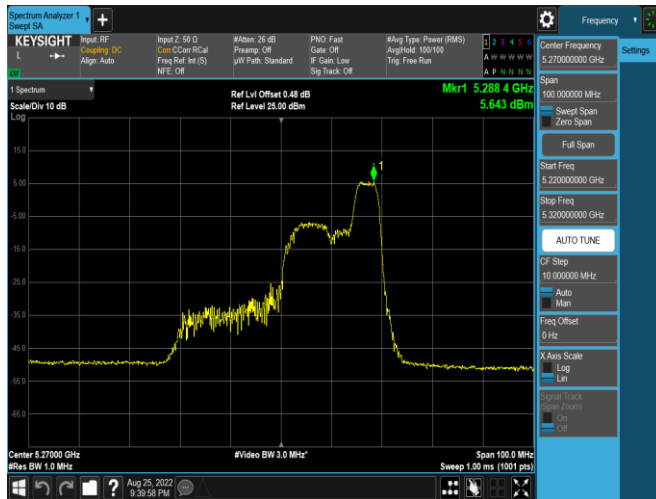 Spectrum Analyzer 1
Swept SA
Frequency
KEYSIGHT
L
Input: RF
Coupling: DC
Align: Auto
Input Z: 50 Ω
Corr CCorr RCal
Freq Ref: Int (S)
NFE: Off
#Atten: 26 dB
Preamp: Off
µW Path: Standard
PNO: Fast
Gate: Off
IF Gain: Low
Sig Track: Off
#Avg Type: Power (RMS)
Avg|Hold: 100/100
Trig: Free Run
1 2 3 4 5 6
A W W W W W
A P N N N N
1 Spectrum
Scale/Div 10 dB
Log
Ref Lvl Offset 0.48 dB
Ref Level 25.00 dBm
Mkr1 5.288 4 GHz
5.643 dBm
15.0
5.00
-5.00
-15.0
-25.0
-35.0
-45.0
-55.0
-65.0
1
Center 5.27000 GHz
#Res BW 1.0 MHz
#Video BW 3.0 MHz*
Span 100.0 MHz
Sweep 1.00 ms (1001 pts)
Center Frequency
5.270000000 GHz
Settings
Span
100.000000 MHz
Swept Span
Zero Span
Full Span
Start Freq
5.220000000 GHz
Stop Freq
5.320000000 GHz
AUTO TUNE
CF Step
10.000000 MHz
Auto
Man
Freq Offset
0 Hz
X Axis Scale
Log
Lin
Signal Track
(Span Zoom)
On
Off
?
Aug 25, 2022
9:39:58 PM